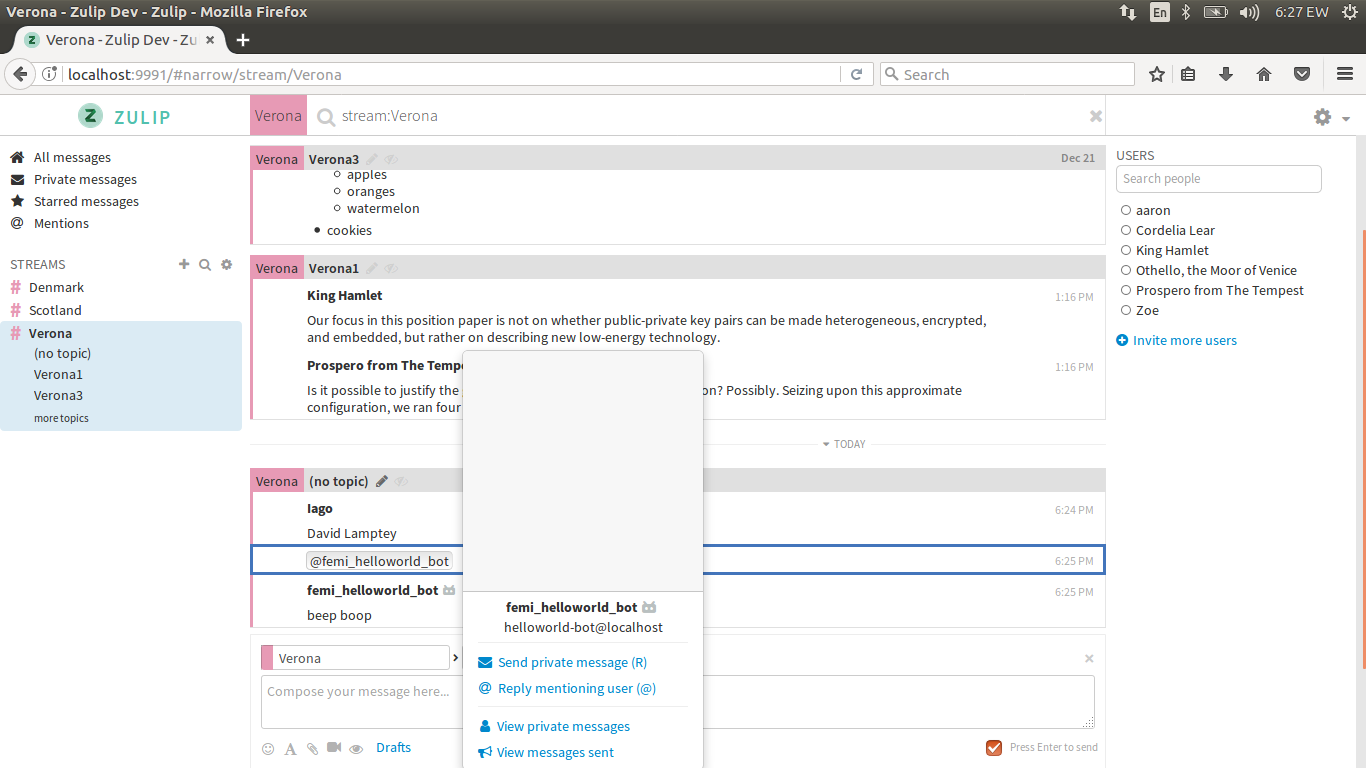 Verona - Zulip Dev - Zulip - Mozilla Firefox
En
6:27 EW
Verona - Zulip Dev - Zu
localhost:9991/#narrow/stream/Verona
Search
ZULIP
Verona
stream:Verona
All messages
Private messages
Starred messages
@ Mentions
STREAMS
# Denmark
# Scotland
# Verona
(no topic)
Verona1
Verona3
more topics
Verona Verona3 Dec 21
apples
oranges
watermelon
cookies
Verona Verona1
King Hamlet 1:16 PM
Our focus in this position paper is not on whether public-private key pairs can be made heterogeneous, encrypted,
and embedded, but rather on describing new low-energy technology.
Prospero from The Tempe 1:16 PM
Is it possible to justify the on? Possibly. Seizing upon this approximate
configuration, we ran four
TODAY
Verona (no topic)
Iago 6:24 PM
David Lamptey
@femi_helloworld_bot 6:25 PM
femi_helloworld_bot 6:25 PM
beep boop
Verona
Compose your message here...
Drafts
Press Enter to send
femi_helloworld_bot
helloworld-bot@localhost
Send private message (R)
@ Reply mentioning user (@)
View private messages
View messages sent
USERS
Search people
aaron
Cordelia Lear
King Hamlet
Othello, the Moor of Venice
Prospero from The Tempest
Zoe
Invite more users